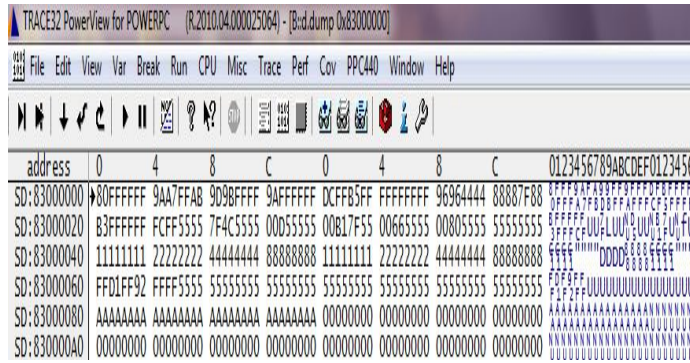 TRACE32 PowerView for POWERPC (R.2010.04.000025064) - [B::d.dump 0x83000000]
File Edit View Var Break Run CPU Misc Trace Perf Cov PPC440 Window Help
address 0 4 8 C 0 4 8 C 0123456789ABCDEF0123456
SD:83000000 80FFFFFF 9AA7FFAB 9D9BFFFF 9AFFFFFF DCFFB5FF FFFFFFFF 96964444 88887F88
SD:83000020 B3FFFFFF FCFF5555 7F4C5555 00D55555 00B17F55 00665555 00805555 55555555
SD:83000040 11111111 22222222 44444444 88888888 11111111 22222222 44444444 88888888
SD:83000060 FFD1FF92 FFFF5555 55555555 55555555 55555555 55555555 55555555 55555555
SD:83000080 AAAAAAAA AAAAAAAA AAAAAAAA AAAAAAAA 00000000 00000000 00000000 00000000
SD:830000A0 00000000 00000000 00000000 00000000 00000000 00000000 00000000 00000000